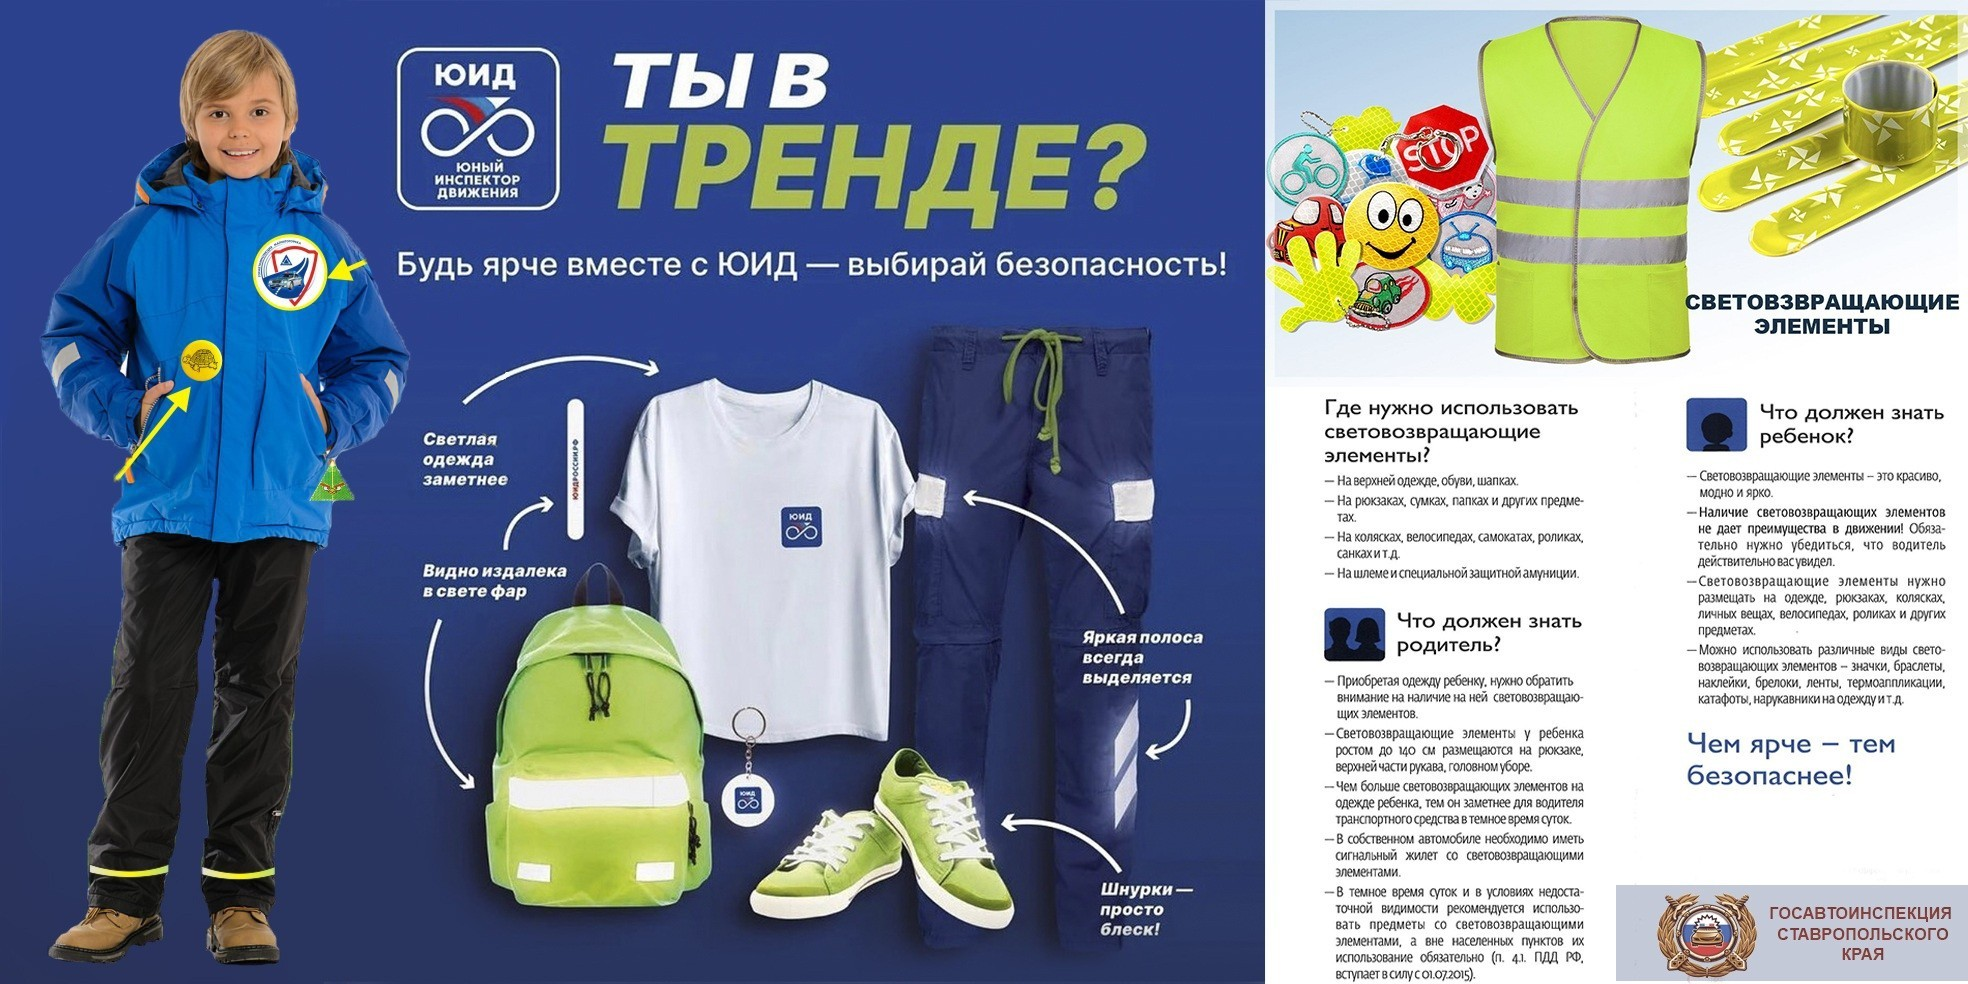 ЮИД
ЮНЫЙ
ИНСПЕКТОР
ДВИЖЕНИЯ
ТЫ В
ТРЕНДЕ?
Будь ярче вместе с ЮИД — выбирай безопасность!
Светлая
одежда
заметнее
ЮИДРОССИИ.РФ
Видно издалека
в свете фар
ЮИД
ЮИД
Яркая полоса
всегда
выделяется
Шнурки —
просто
блеск!
STOP
СВЕТОВЗВРАЩАЮЩИЕ
ЭЛЕМЕНТЫ
Где нужно использовать
световозвращающие
элементы?
— На верхней одежде, обуви, шапках.
— На рюкзаках, сумках, папках и других предме-
тах.
— На колясках, велосипедах, самокатах, роликах,
санках и т.д.
— На шлеме и специальной защитной амуниции.
Что должен знать
родитель?
— Приобретая одежду ребенку, нужно обратить
внимание на наличие на ней световозвращаю-
щих элементов.
— Световозвращающие элементы у ребенка
ростом до 140 см размещаются на рюкзаке,
верхней части рукава, головном уборе.
— Чем больше световозвращающих элементов на
одежде ребенка, тем он заметнее для водителя
транспортного средства в темное время суток.
— В собственном автомобиле необходимо иметь
сигнальный жилет со световозвращающими
элементами.
— В темное время суток и в условиях недоста-
точной видимости рекомендуется использо-
вать предметы со световозвращающими
элементами, а вне населенных пунктов их
использование обязательно (п. 4.1. ПДД РФ,
вступает в силу с 01.07.2015).
Что должен знать
ребенок?
— Световозвращающие элементы – это красиво,
модно и ярко.
— Наличие световозвращающих элементов
не дает преимущества в движении! Обяза-
тельно нужно убедиться, что водитель
действительно вас увидел.
— Световозвращающие элементы нужно
размещать на одежде, рюкзаках, колясках,
личных вещах, велосипедах, роликах и других
предметах.
— Можно использовать различные виды свето-
возвращающих элементов – значки, браслеты,
наклейки, брелоки, ленты, термоаппликации,
катафоты, нарукавники на одежду и т.д.
Чем ярче – тем
безопаснее!
ГОСАВТОИНСПЕКЦИЯ
СТАВРОПОЛЬСКОГО
КРАЯ